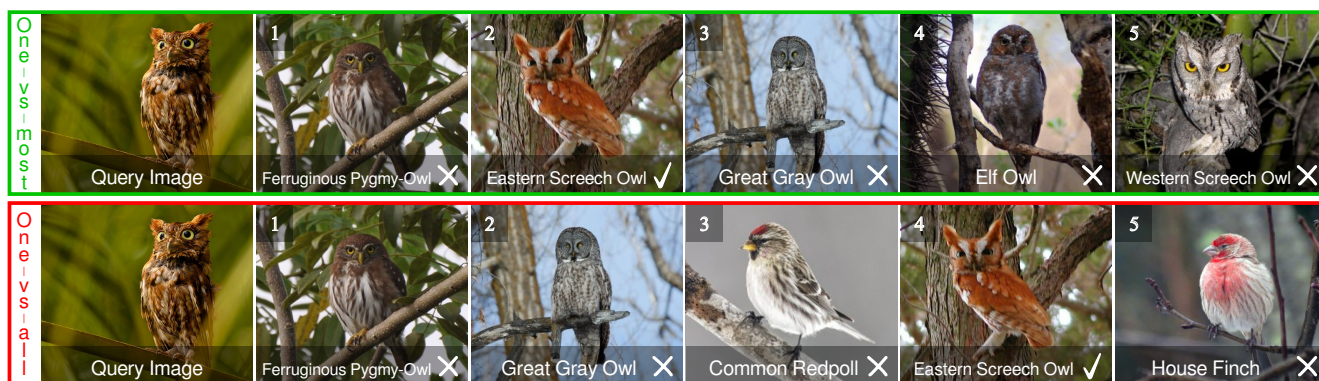 One-vs-most
Query Image
1
Ferruginous Pygmy-Owl
2
Eastern Screech Owl
3
Great Gray Owl
4
Elf Owl
5
Western Screech Owl
One-vs-all
Query Image
1
Ferruginous Pygmy-Owl
2
Great Gray Owl
3
Common Redpoll
4
Eastern Screech Owl
5
House Finch